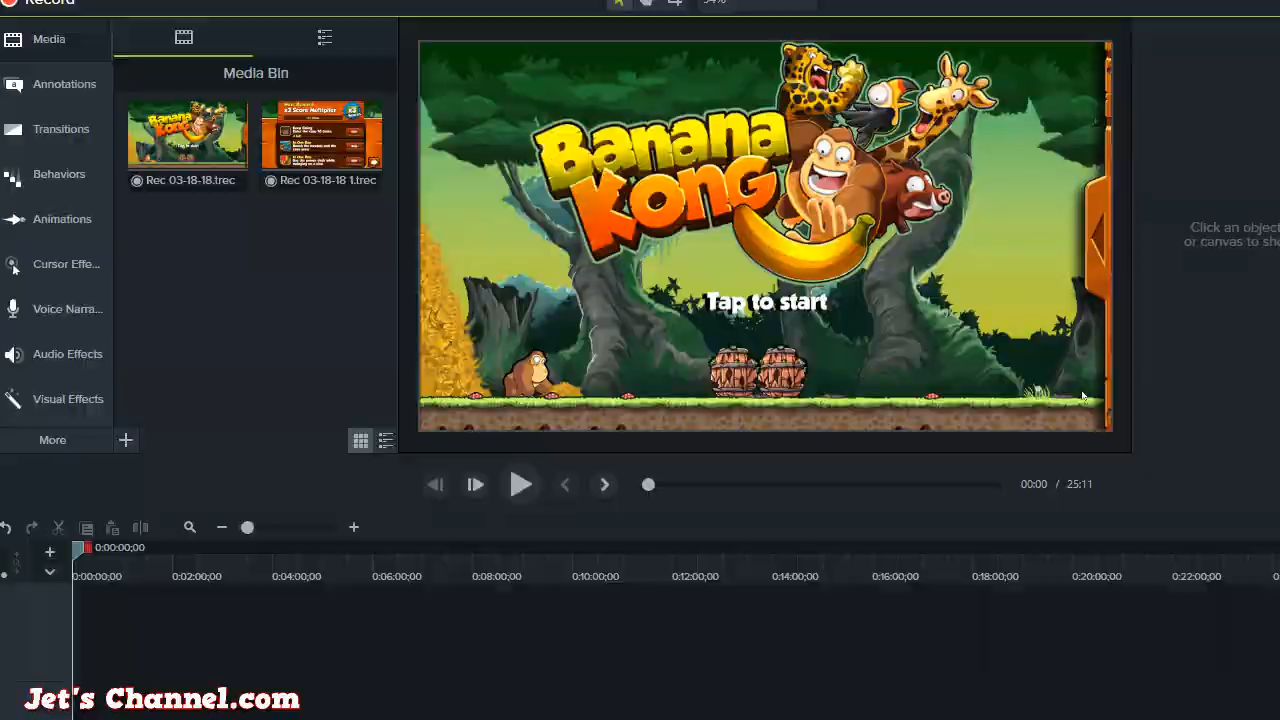 Record
54%
Media
Annotations
Transitions
Behaviors
Animations
Cursor Effe...
Voice Narra...
Audio Effects
Visual Effects
More
Media Bin
Rec 03-18-18.trec
Rec 03-18-18 1.trec
x3 Score Multiplier
Banana
Kong
Tap to start
Click an object
or canvas to sho
00:00 / 25:11
0:00:00;00
0:00:00;00
0:02:00;00
0:04:00;00
0:06:00;00
0:08:00;00
0:10:00;00
0:12:00;00
0:14:00;00
0:16:00;00
0:18:00;00
0:20:00;00
0:22:00;00
Jet's Channel.com